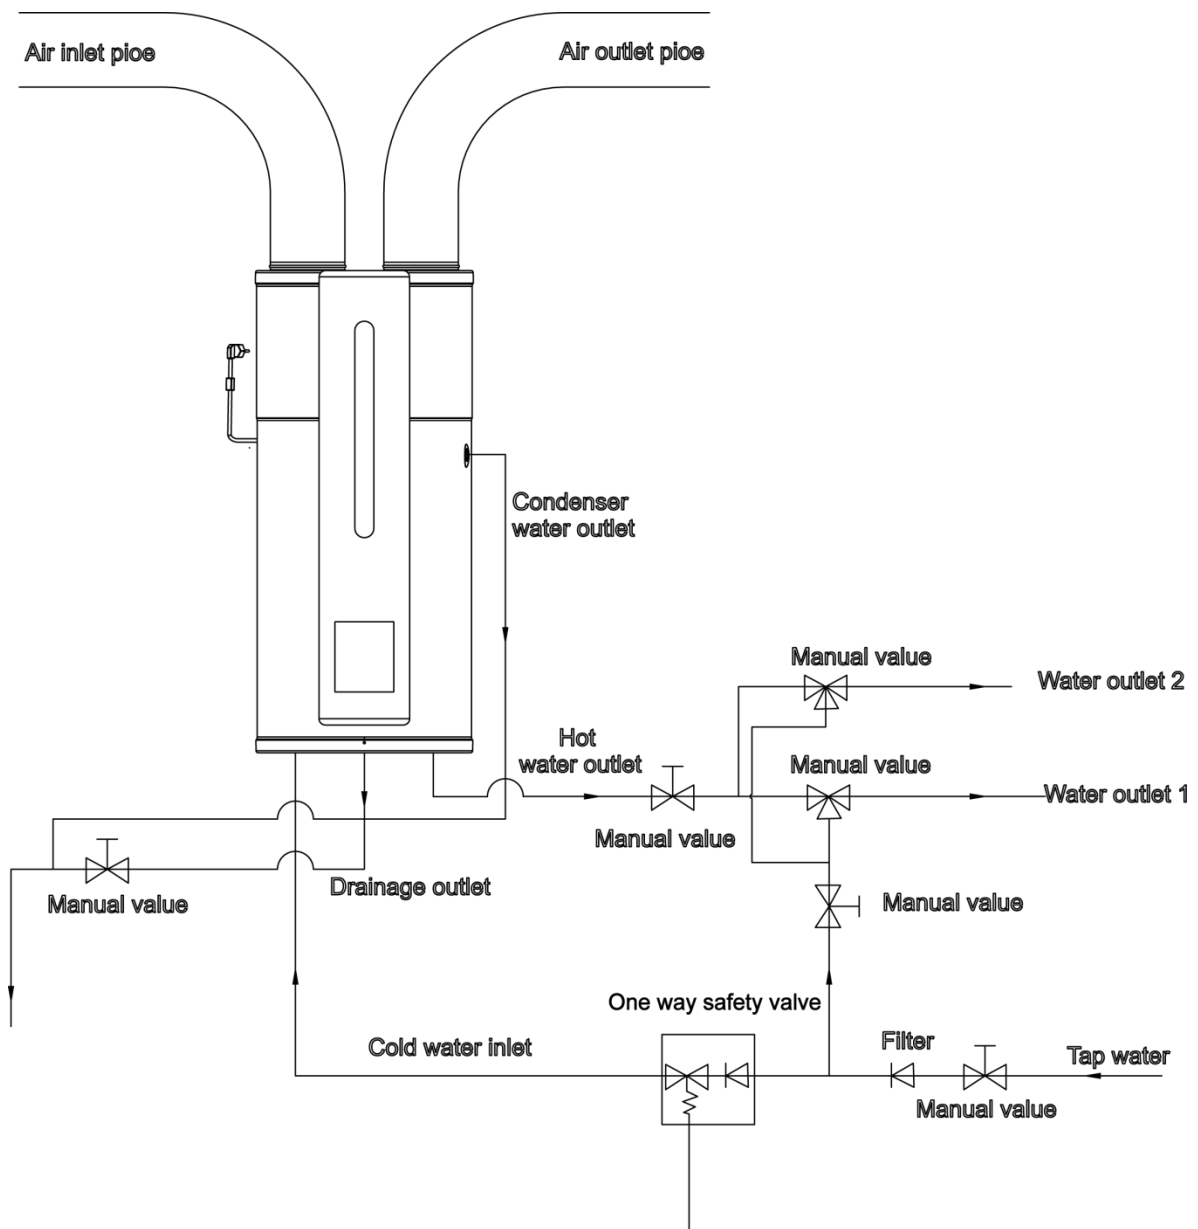 Air inlet pioe
Air outlet pioe
Condenser
water outlet
Manual value
Water outlet 2
Hot
water outlet
Manual value
Water outlet 1
Manual value
Drainage outlet
Manual value
Manual value
One way safety valve
Cold water inlet
Filter
Tap water
Manual value